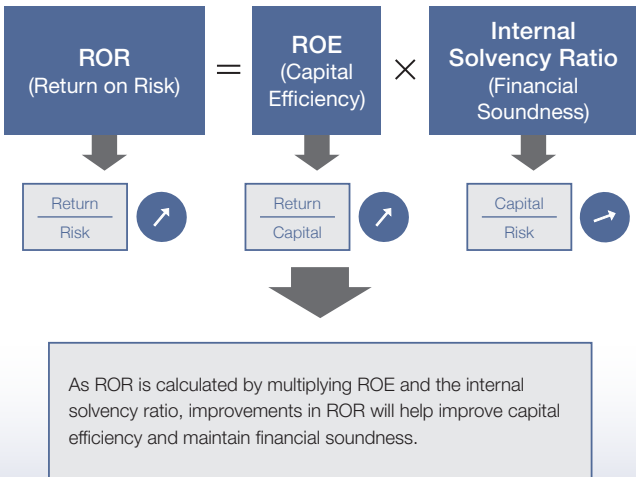 ROR
(Return on Risk)
=
ROE
(Capital
Efficiency)
×
Internal
Solvency Ratio
(Financial
Soundness)
Return
Risk
Return
Capital
Capital
Risk
As ROR is calculated by multiplying ROE and the internal
solvency ratio, improvements in ROR will help improve capital
efficiency and maintain financial soundness.